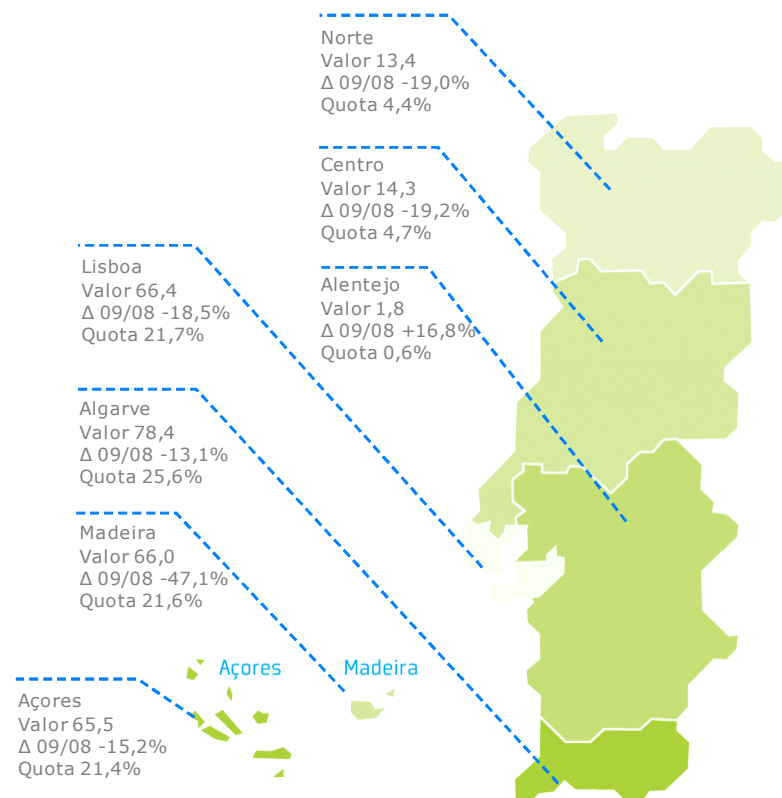 Norte
Valor 13,4
Δ 09/08 -19,0%
Quota 4,4%
Centro
Valor 14,3
Δ 09/08 -19,2%
Quota 4,7%
Lisboa
Valor 66,4
Δ 09/08 -18,5%
Quota 21,7%
Alentejo
Valor 1,8
Δ 09/08 +16,8%
Quota 0,6%
Algarve
Valor 78,4
Δ 09/08 -13,1%
Quota 25,6%
Madeira
Valor 66,0
Δ 09/08 -47,1%
Quota 21,6%
Açores
Madeira
Açores
Valor 65,5
Δ 09/08 -15,2%
Quota 21,4%